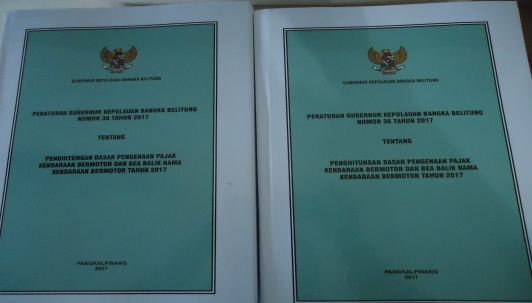 GUBERNUR KEPULAUAN BANGKA BELITUNG
PERATURAN GUBERNUR KEPULAUAN BANGKA BELITUNG
NOMOR 36 TAHUN 2017
TENTANG
PENGHITUNGAN DASAR PENGENAAN PAJAK
KENDARAAN BERMOTOR DAN BEA BALIK NAMA
KENDARAAN BERMOTOR TAHUN 2017
PANGKALPINANG
2017
GUBERNUR KEPULAUAN BANGKA BELITUNG
PERATURAN GUBERNUR KEPULAUAN BANGKA BELITUNG
NOMOR 36 TAHUN 2017
TENTANG
PENGHITUNGAN DASAR PENGENAAN PAJAK
KENDARAAN BERMOTOR DAN BEA BALIK NAMA
KENDARAAN BERMOTOR TAHUN 2017
PANGKALPINANG
2017